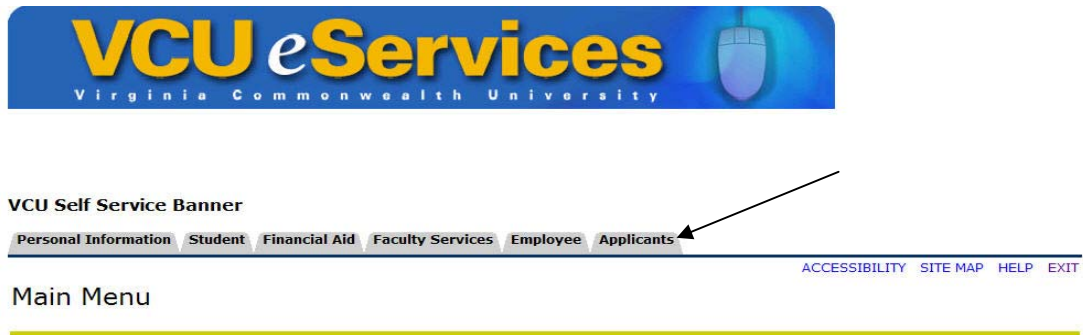 VCU eServices
Virginia Commonwealth University
VCU Self Service Banner
Personal Information Student Financial Aid Faculty Services Employee Applicants
ACCESSIBILITY SITE MAP HELP EXIT
Main Menu